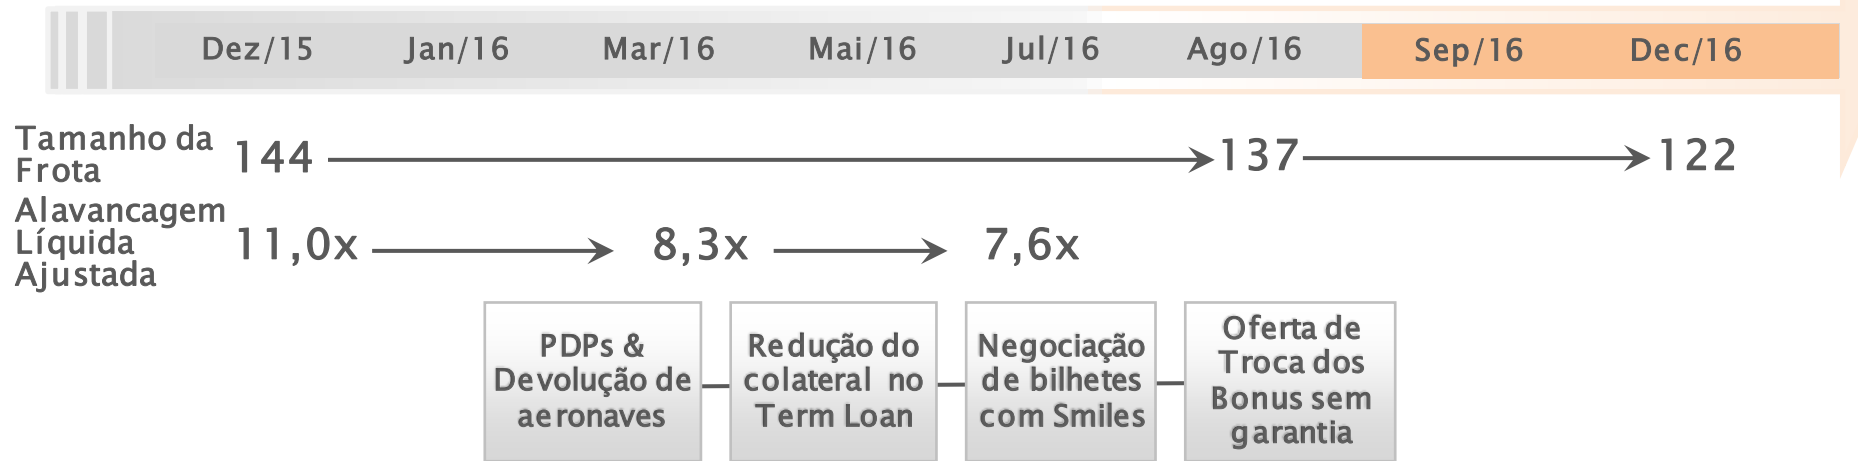 Dez/15 Jan/16 Mar/16 Mai/16 Jul/16 Ago/16 Sep/16 Dec/16
Tamanho da
Frota
144 137 122
Alavancagem
Líquida
Ajustada
11,0x 8,3x 7,6x
PDPs &
Devolução de
aeronaves
Redução do
colateral no
Term Loan
Negociação
de bilhetes
com Smiles
Oferta de
Troca dos
Bonus sem
garantia